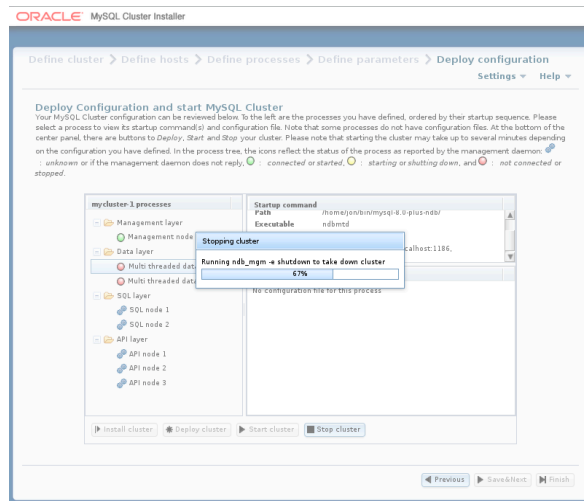 ORACLE MySQL Cluster Installer
Define cluster > Define hosts > Define processes > Define parameters > Deploy configuration
Settings Help
Deploy Configuration and start MySQL Cluster
Your MySQL Cluster configuration can be reviewed below. To the left are the processes you have defined, ordered by their startup sequence. Please
select a process to view its startup command(s) and configuration file. Note that some processes do not have configuration files. At the bottom of the
center panel, there are buttons to Deploy, Start and Stop your cluster. Please note that starting the cluster may take up to several minutes depending
on the configuration you have defined. In the process tree, the icons reflect the status of the process as reported by the management daemon:
: unknown or if the management daemon does not reply, : connected or started, : starting or shutting down, and : not connected or
stopped.
mycluster-1 processes
Management layer
Management node
Data layer
Multi threaded dat
Multi threaded dat
SQL layer
SQL node 1
SQL node 2
API layer
API node 1
API node 2
API node 3
Startup command
Path /home/jon/bin/mysql-8.0-plus-ndb/
Executable ndbmtd
calhost:1186,
Stopping cluster
Running ndb_mgm -e shutdown to take down cluster
67%
No configuration file for this process
Install cluster Deploy cluster Start cluster Stop cluster
Previous Save&Next Finish